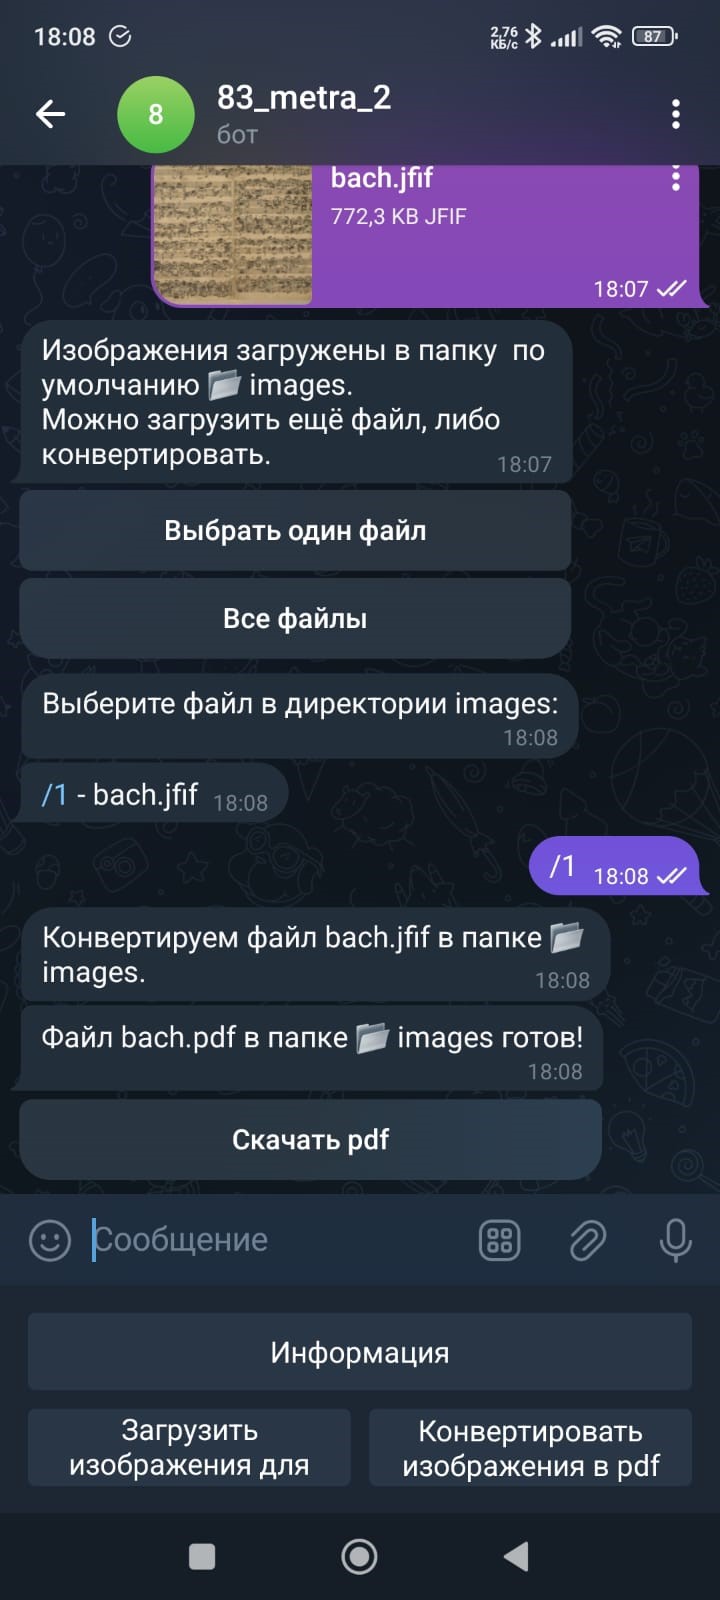 18:08
2,76
КБ/с
87
8
83_metra_2
бот
bach.jfif
772,3 KB JFIF
18:07
Изображения загружены в папку  по
умолчанию 📂 images.
Можно загрузить ещё файл, либо
конвертировать.
18:07
Выбрать один файл
Все файлы
Выберите файл в директории images:
18:08
/1 - bach.jfif
18:08
/1
18:08
Конвертируем файл bach.jfif в папке 📂
images.
18:08
Файл bach.pdf в папке 📂 images готов!
18:08
Скачать pdf
Сообщение
Информация
Загрузить
изображения для
Конвертировать
изображения в pdf